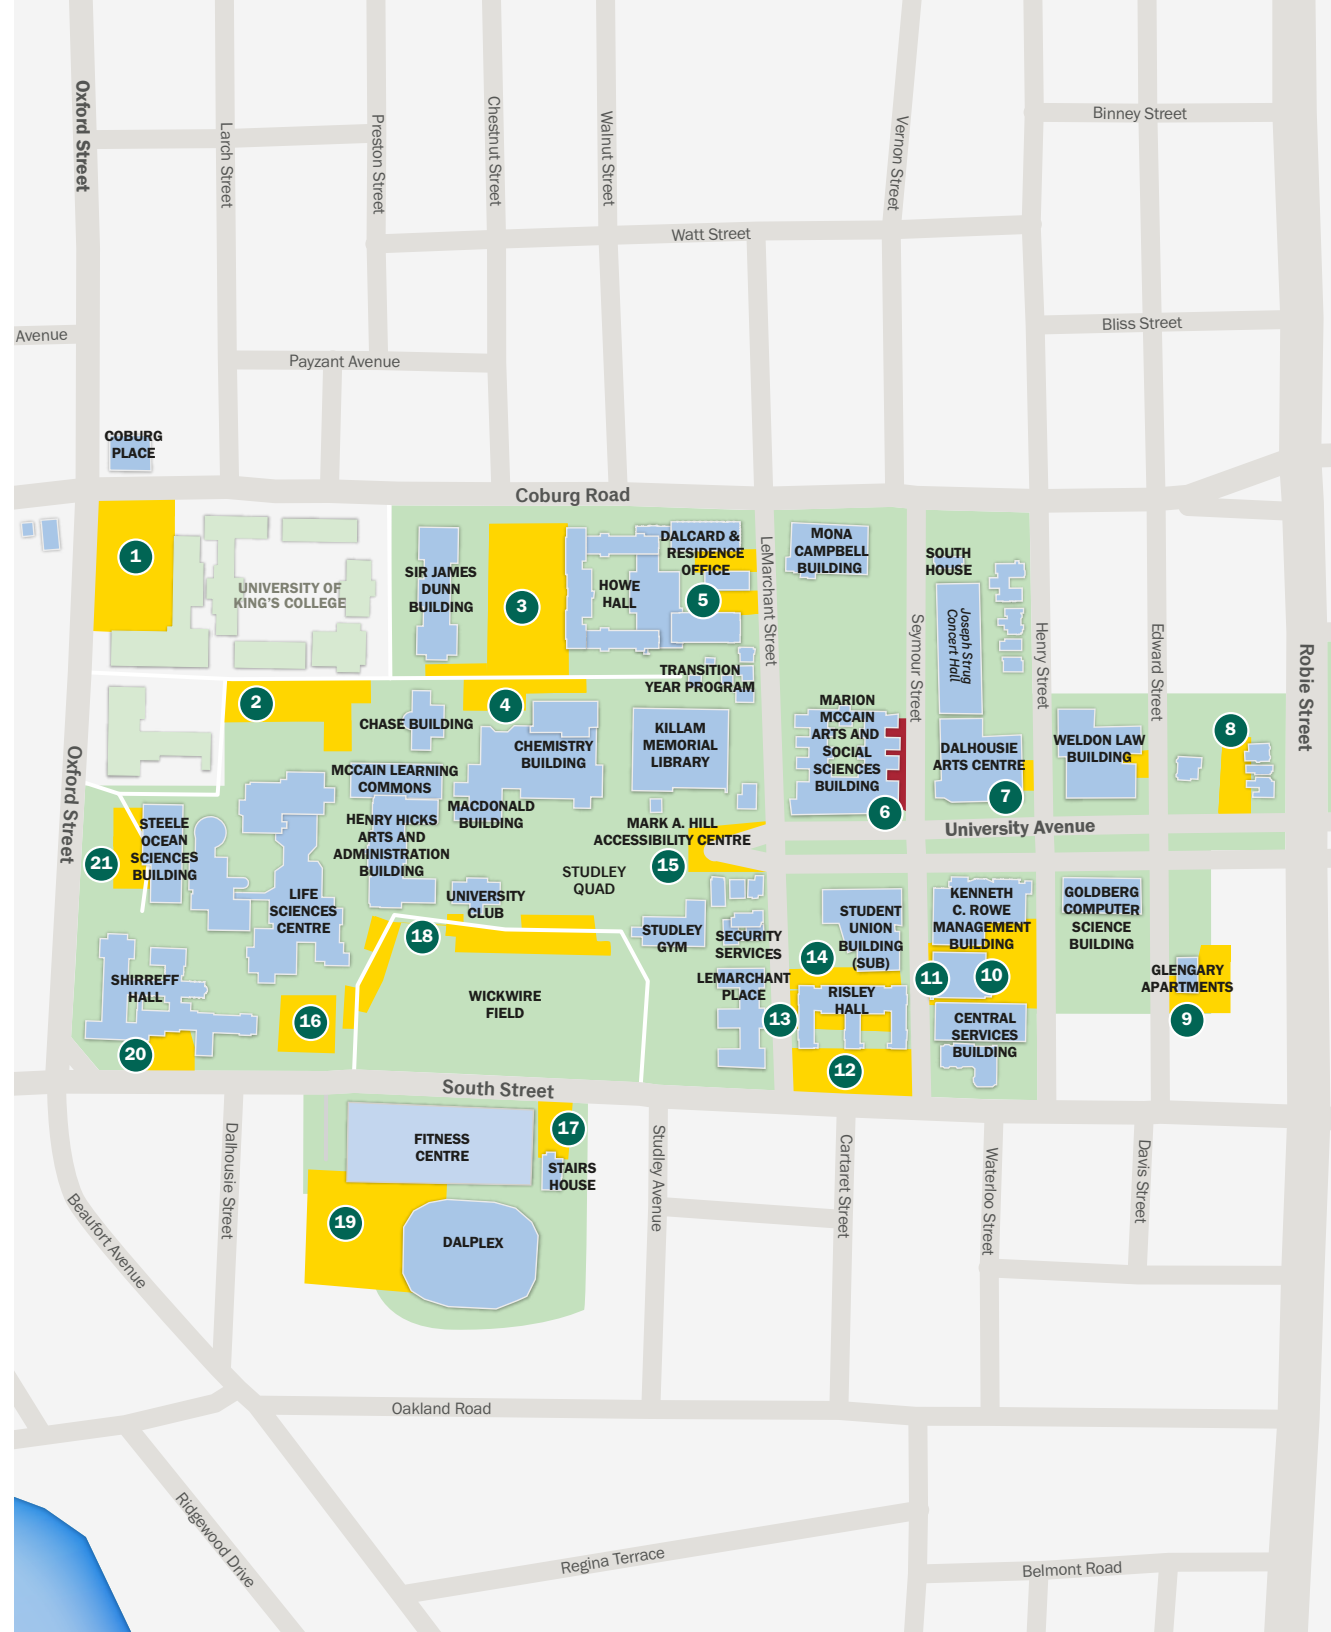 Oxford Street
Larch Street
Preston Street
Chestnut Street
Walnut Street
Vernon Street
Binney Street
Watt Street
Bliss Street
Avenue
Payzant Avenue
COBURG
PLACE
Coburg Road
1
UNIVERSITY OF
KING'S COLLEGE
SIR JAMES
DUNN
BUILDING
3
HOWE
HALL
DALCARD &
RESIDENCE
OFFICE
5
LeMarchant Street
MONA
CAMPBELL
BUILDING
SOUTH
HOUSE
Joseph Strug
Concert Hall
Seymour Street
Henry Street
Edward Street
Robie Street
TRANSITION
YEAR PROGRAM
2
4
CHASE BUILDING
CHEMISTRY
BUILDING
KILLAM
MEMORIAL
LIBRARY
MARION
MCCAIN
ARTS AND
SOCIAL
SCIENCES
BUILDING
6
DALHOUSIE
ARTS CENTRE
7
WELDON LAW
BUILDING
8
Oxford Street
MCCAIN LEARNING
COMMONS
MACDONALD
BUILDING
HENRY HICKS
ARTS AND
ADMINISTRATION
BUILDING
MARK A. HILL
ACCESSIBILITY CENTRE
15
University Avenue
STEELE
OCEAN
SCIENCES
BUILDING
21
STUDLEY
QUAD
LIFE
SCIENCES
CENTRE
UNIVERSITY
CLUB
18
STUDLEY
GYM
SECURITY
SERVICES
STUDENT
UNION
BUILDING
(SUB)
14
KENNETH
C. ROWE
MANAGEMENT
BUILDING
11
10
GOLDBERG
COMPUTER
SCIENCE
BUILDING
GLENGARY
APARTMENTS
9
SHIRREFF
HALL
20
16
WICKWIRE
FIELD
LEMARCHANT
PLACE
13
RISLEY
HALL
12
CENTRAL
SERVICES
BUILDING
South Street
FITNESS
CENTRE
17
STAIRS
HOUSE
19
DALPLEX
Beaufort Avenue
Dalhousie Street
Studley Avenue
Cartaret Street
Waterloo Street
Davis Street
Oakland Road
Ridgewood Drive
Regina Terrace
Belmont Road